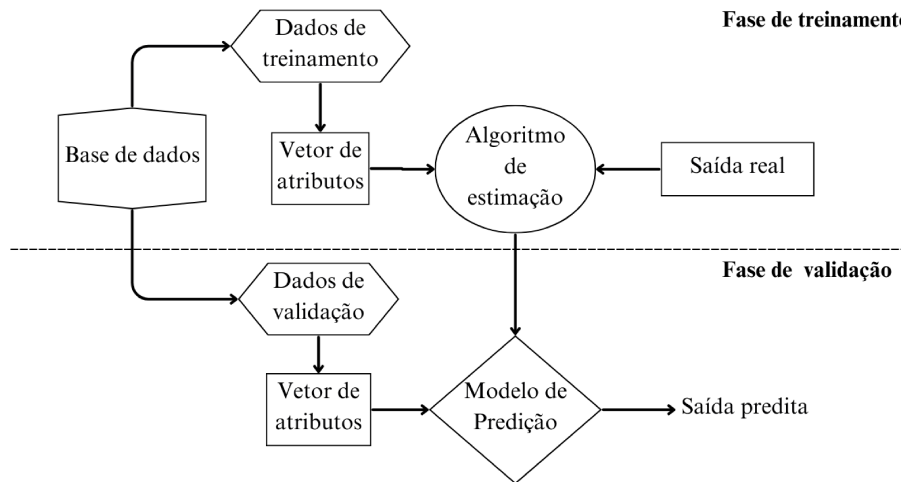 Fase de treinamento
Dados de
treinamento
Base de dados
Vetor de
atributos
Algoritmo
de
estimação
Saída real
Fase de validação
Dados de
validação
Vetor de
atributos
Modelo de
Predição
Saída predita